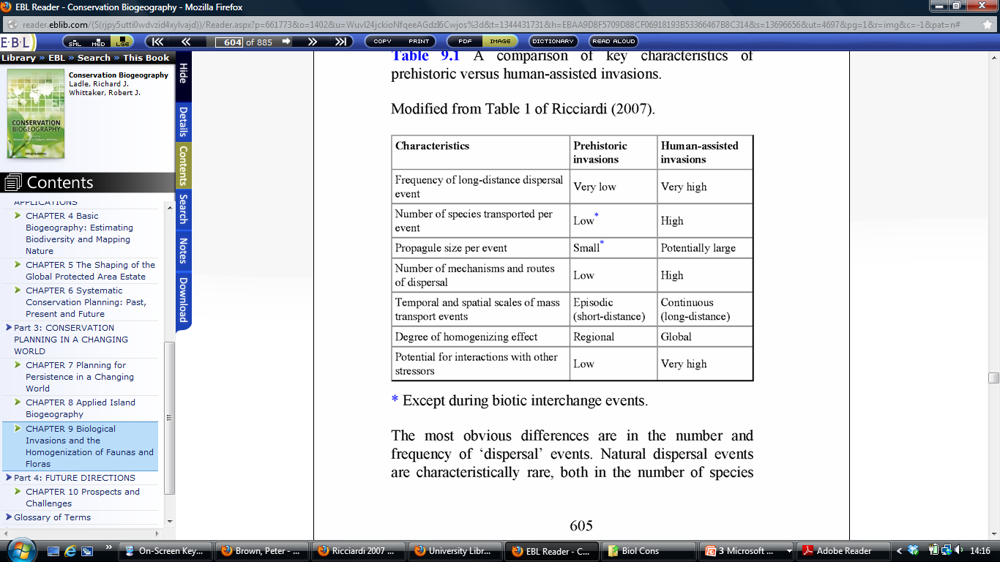 EBL Reader - Conservation Biogeography - Mozilla Firefox
reader.eblib.com/(S(rjpy5utti0wdvzid4xylvajd))/Reader.aspx?p=661773&o=1402&u=Wuvl24jckioNfqeeAGdzI6Cwjos%3d&t=1344431731&h=EBAA9D8F5709D88CF06918193B53366467B8C314&s=13696656&ut=4697&pg=1&r=img&c=-1&pat=n#
E·B·L
SML MED LGE
604 of 885
COPY PRINT
PDF IMAGE
DICTIONARY
READ ALOUD
Library » EBL » Search » This Book
Conservation Biogeography
Ladle, Richard J.
Whittaker, Robert J.
CONSERVATION
BIOGEOGRAPHY
Hide
Details
Contents
Search
Notes
Download
Contents
APPLICATIONS
CHAPTER 4 Basic
Biogeography: Estimating
Biodiversity and Mapping
Nature
CHAPTER 5 The Shaping of the
Global Protected Area Estate
CHAPTER 6 Systematic
Conservation Planning: Past,
Present and Future
Part 3: CONSERVATION
PLANNING IN A CHANGING
WORLD
CHAPTER 7 Planning for
Persistence in a Changing
World
CHAPTER 8 Applied Island
Biogeography
CHAPTER 9 Biological
Invasions and the
Homogenization of Faunas and
Floras
Part 4: FUTURE DIRECTIONS
CHAPTER 10 Prospects and
Challenges
Glossary of Terms
Table 9.1 A comparison of key characteristics of
prehistoric versus human-assisted invasions.
Modified from Table 1 of Ricciardi (2007).
Characteristics Prehistoric invasions Human-assisted invasions
Frequency of long-distance dispersal event Very low Very high
Number of species transported per event Low* High
Propagule size per event Small* Potentially large
Number of mechanisms and routes of dispersal Low High
Temporal and spatial scales of mass transport events Episodic (short-distance) Continuous (long-distance)
Degree of homogenizing effect Regional Global
Potential for interactions with other stressors Low Very high
* Except during biotic interchange events.
The most obvious differences are in the number and
frequency of ‘dispersal’ events. Natural dispersal events
are characteristically rare, both in the number of species
605
On-Screen Key... Brown, Peter - ... Ricciardi 2007 ... University Libr... EBL Reader - C... Biol Cons 3 Microsoft ... Adobe Reader 14:16